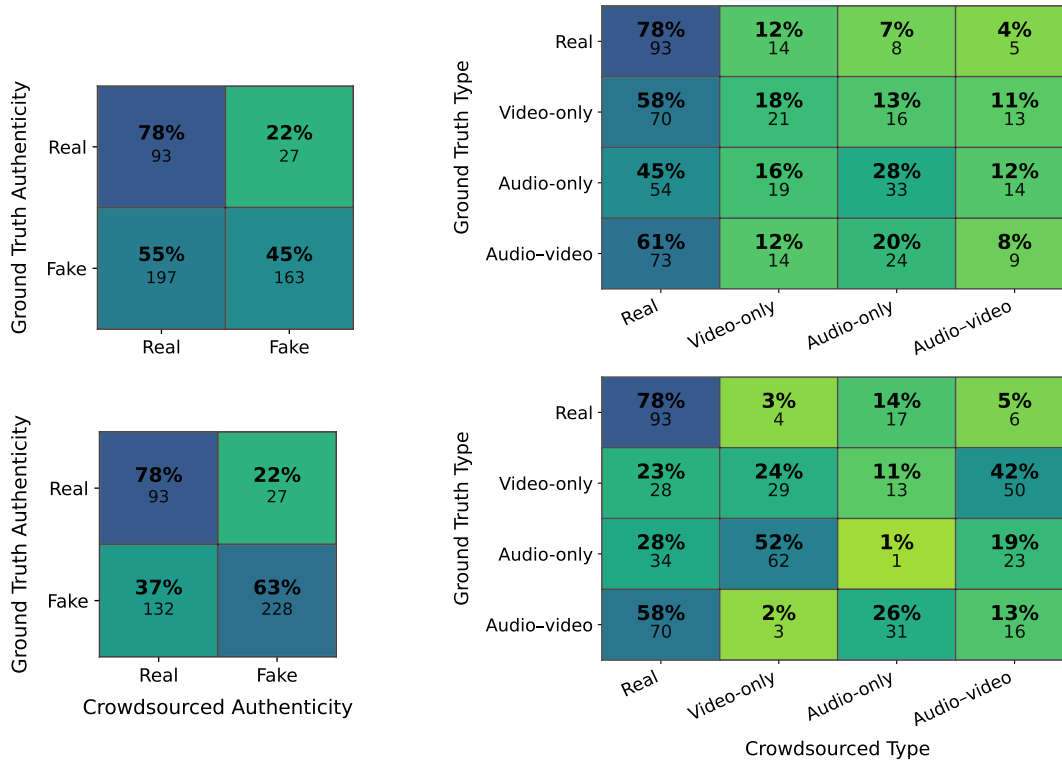 Ground Truth Authenticity
Real
78%
93
22%
27
Fake
55%
197
45%
163
Real
Fake
Ground Truth Type
Real
78%
93
12%
14
7%
8
4%
5
Video-only
58%
70
18%
21
13%
16
11%
13
Audio-only
45%
54
16%
19
28%
33
12%
14
Audio–video
61%
73
12%
14
20%
24
8%
9
Real
Video-only
Audio-only
Audio–video
Ground Truth Authenticity
Real
78%
93
22%
27
Fake
37%
132
63%
228
Real
Fake
Crowdsourced Authenticity
Ground Truth Type
Real
78%
93
3%
4
14%
17
5%
6
Video-only
23%
28
24%
29
11%
13
42%
50
Audio-only
28%
34
52%
62
1%
1
19%
23
Audio–video
58%
70
2%
3
26%
31
13%
16
Real
Video-only
Audio-only
Audio–video
Crowdsourced Type